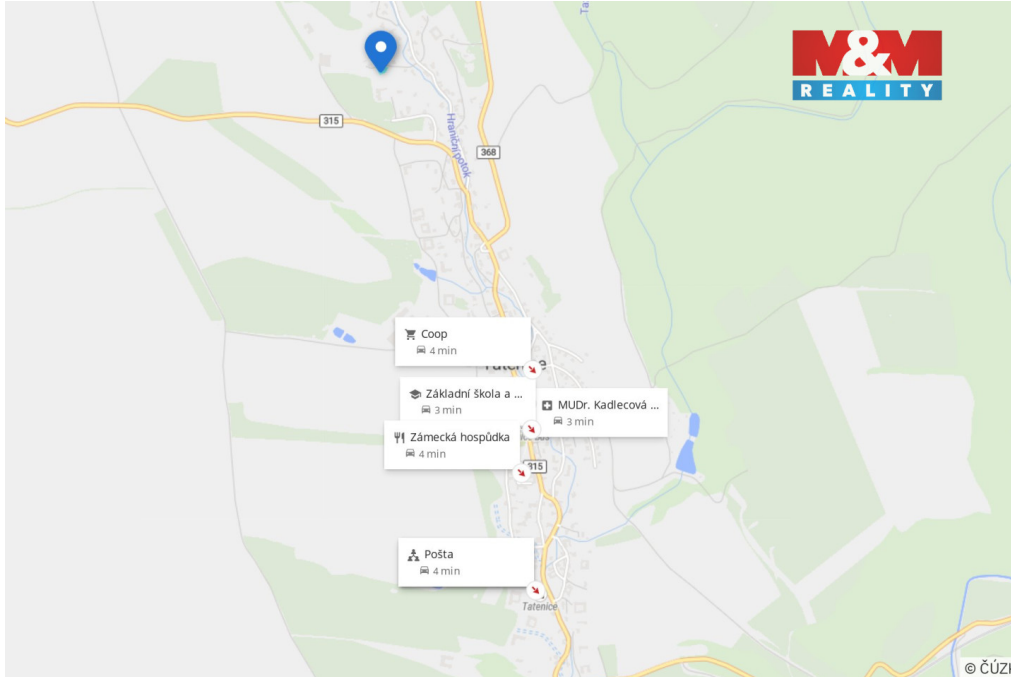 M&M
REALITY
315
Hraniční potok
368
Coop
4 min
Základní škola a ...
3 min
MUDr. Kadlecová ...
3 min
Zámecká hospůdka
4 min
315
Pošta
4 min
Tatenice
© ČÚZK